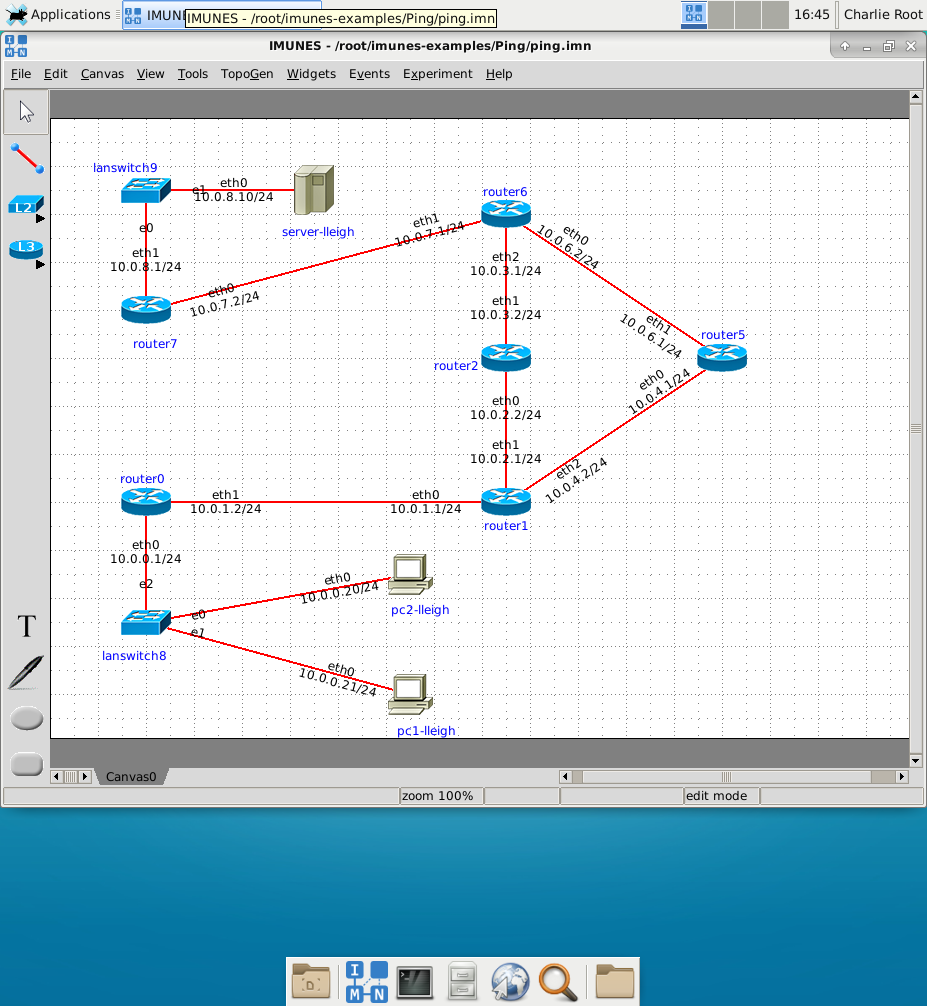 Applications
IMUN
IMUNES - /root/imunes-examples/Ping/ping.imn
16:45
Charlie Root
IMUNES - /root/imunes-examples/Ping/ping.imn
File Edit Canvas View Tools TopoGen Widgets Events Experiment Help
L2
L3
T
lanswitch9
e1
eth0
10.0.8.10/24
server-lleigh
e0
eth1
10.0.8.1/24
router7
eth0
10.0.7.2/24
eth1
10.0.7.1/24
router6
eth0
10.0.6.2/24
eth2
10.0.3.1/24
eth1
10.0.3.2/24
eth1
10.0.6.1/24
router5
router2
eth0
10.0.4.1/24
eth0
10.0.2.2/24
eth1
10.0.2.1/24
eth2
10.0.4.2/24
router0
eth1
10.0.1.2/24
eth0
10.0.1.1/24
router1
eth0
10.0.0.1/24
e2
eth0
10.0.0.20/24
pc2-lleigh
e0
e1
lanswitch8
eth0
10.0.0.21/24
pc1-lleigh
Canvas0
zoom 100%
edit mode
I
M N